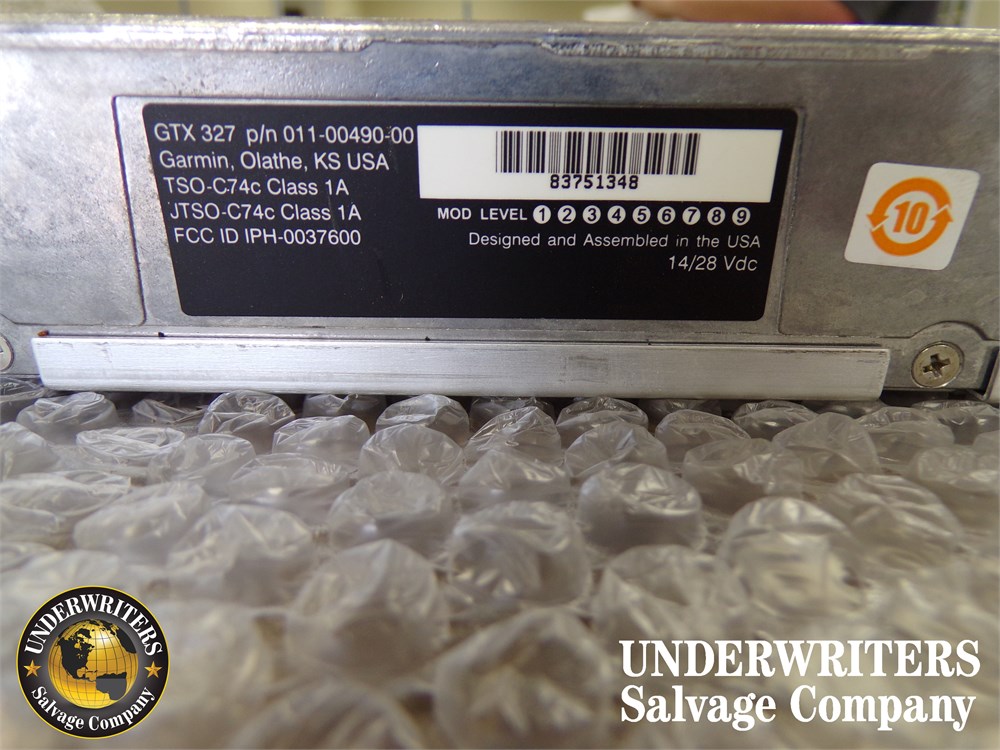 GTX 327 p/n 011-00490-00
Garmin, Olathe, KS USA
TSO-C74c Class 1A
JTSO-C74c Class 1A
FCC ID IPH-0037600
83751348
MOD LEVEL 1 2 3 4 5 6 7 8 9
Designed and Assembled in the USA
14/28 Vdc
10
UNDERWRITERS
Salvage Company
UNDERWRITERS
Salvage Company